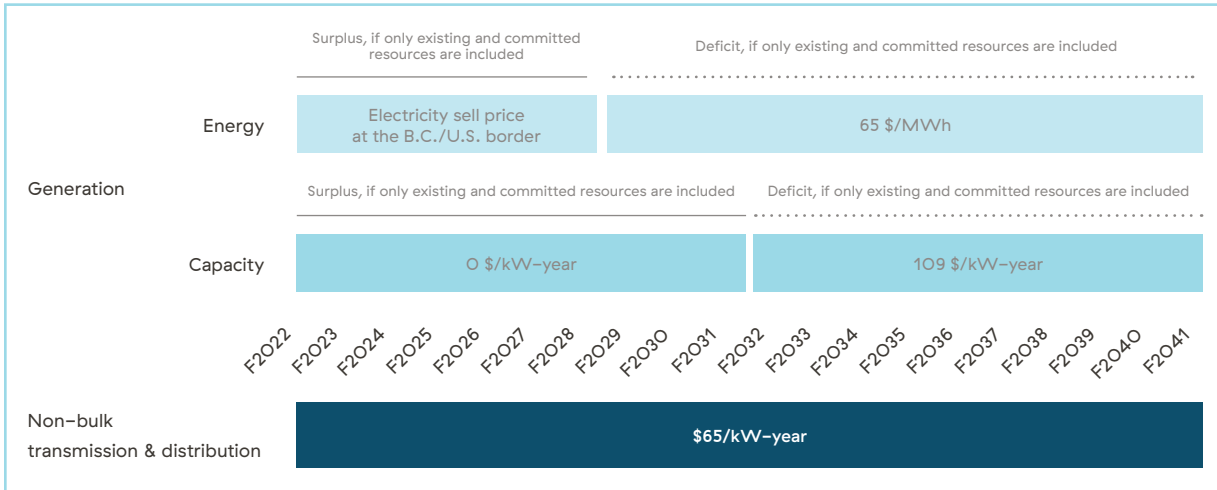 Surplus, if only existing and committed
resources are included
Deficit, if only existing and committed resources are included
Energy
Electricity sell price
at the B.C./U.S. border
65 $/MWh
Generation
Surplus, if only existing and committed resources are included
Deficit, if only existing and committed resources are included
Capacity
0 $/kW-year
109 $/kW-year
F2022
F2023
F2024
F2025
F2026
F2027
F2028
F2029
F2030
F2031
F2032
F2033
F2034
F2035
F2036
F2037
F2038
F2039
F2040
F2041
Non-bulk
transmission & distribution
$65/kW-year